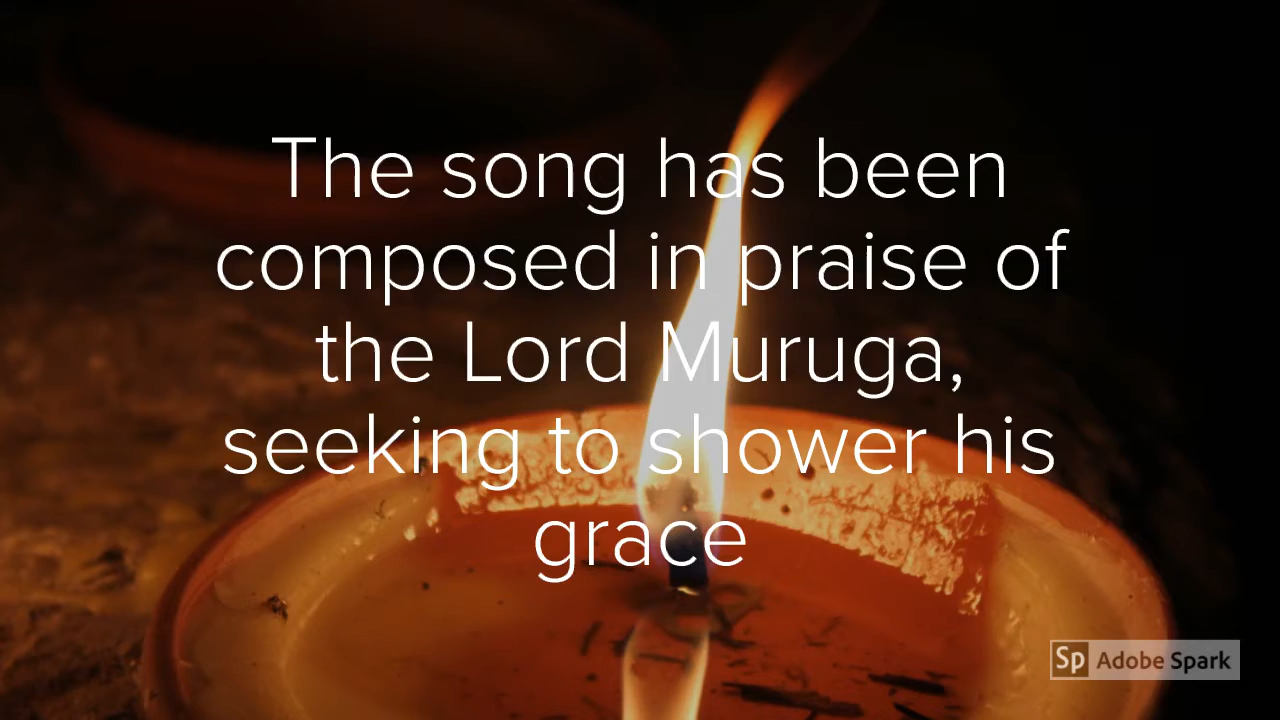 The song has been
composed in praise of
the Lord Muruga,
seeking to shower his
grace
Sp Adobe Spark